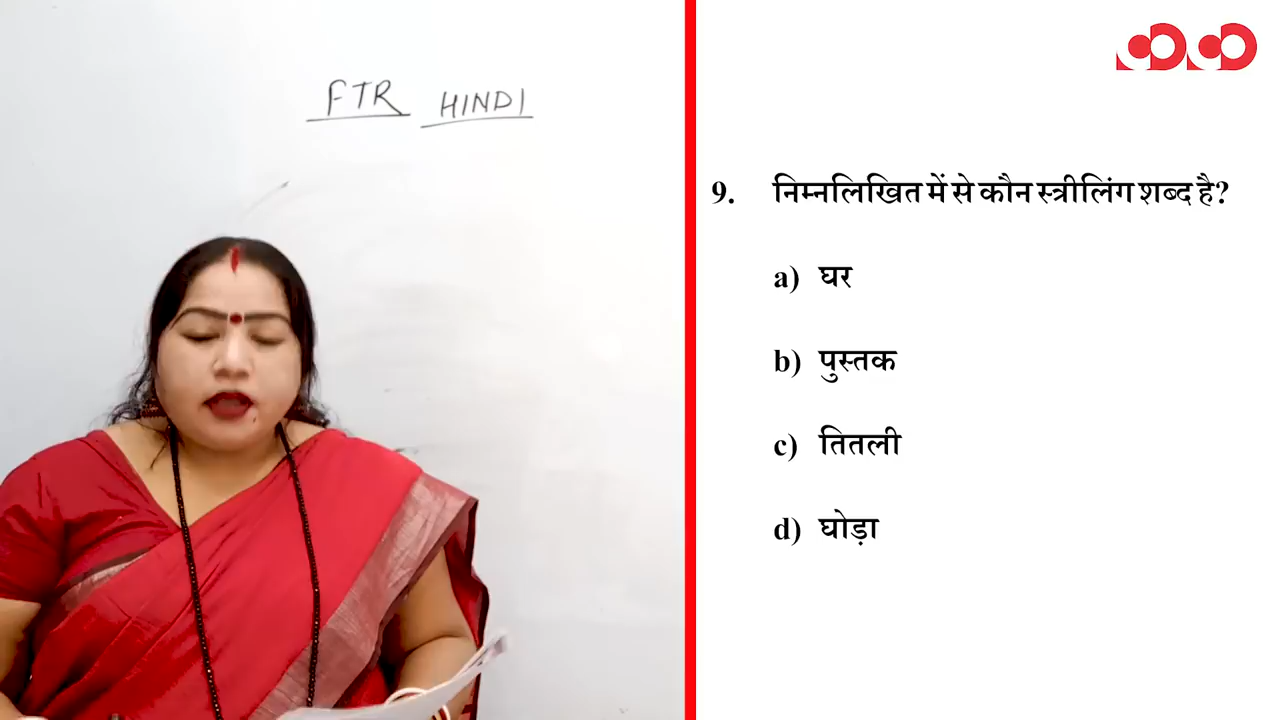 FTR HINDI
9. निम्नलिखित में से कौन स्त्रीलिंग शब्द है?
a) घर
b) पुस्तक
c) तितली
d) घोड़ा